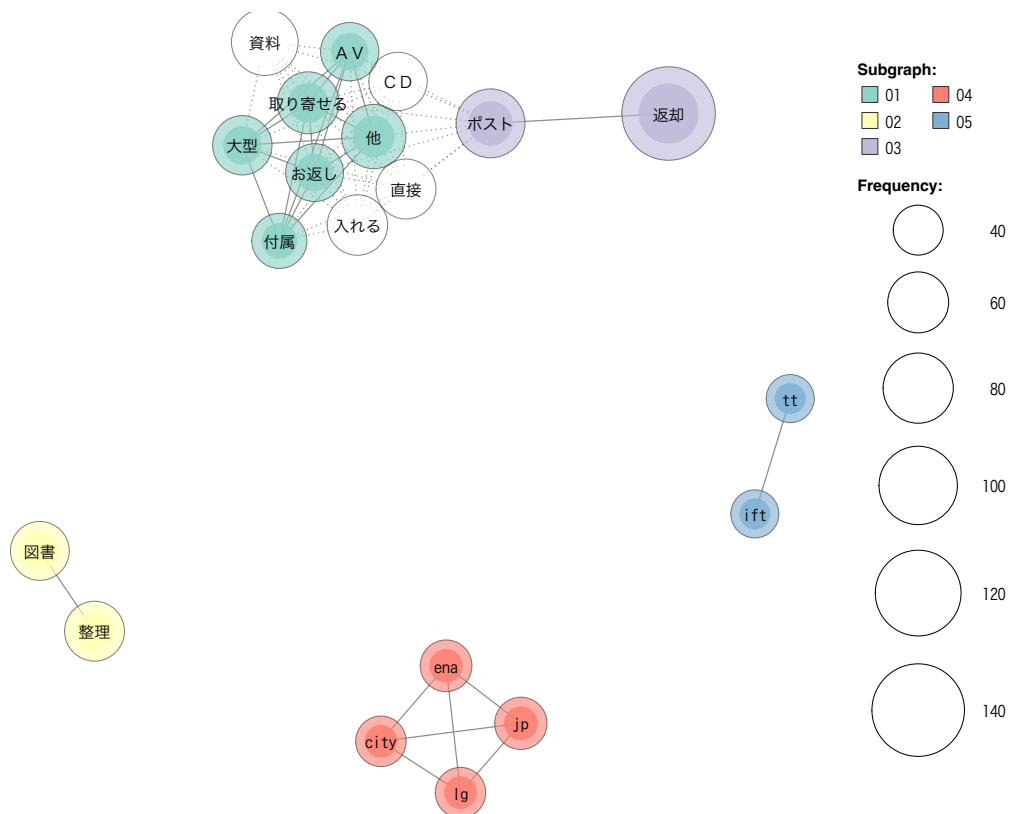 資料
ＡＶ
ＣＤ
取り寄せる
ポスト
返却
他
大型
お返し
直接
入れる
付属
tt
ift
図書
整理
ena
jp
city
lg
Subgraph:
01
04
02
05
03
Frequency:
40
60
80
100
120
140